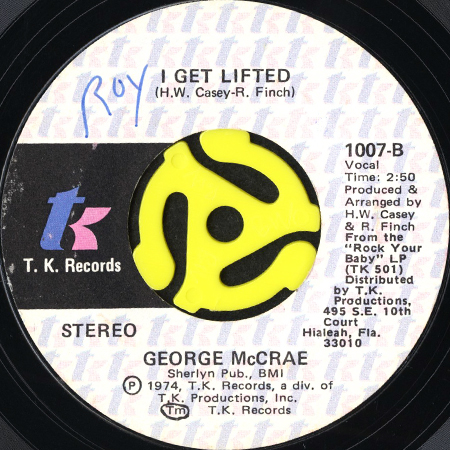 ROY
I GET LIFTED
(H.W. Casey-R. Finch)
1007-B
Vocal
Time: 2:50
Produced &
Arranged by
H.W. Casey
& R. Finch
From the
"Rock Your
Baby" LP
(TK 501)
Distributed
by T.K.
Productions,
495 S.E. 10th
Court
Hialeah, Fla.
33010
tk
T. K. Records
STEREO
GEORGE McCRAE
Sherlyn Pub., BMI
℗ 1974, T.K. Records, a div. of
T.K. Productions, Inc.
Tm T.K. Records